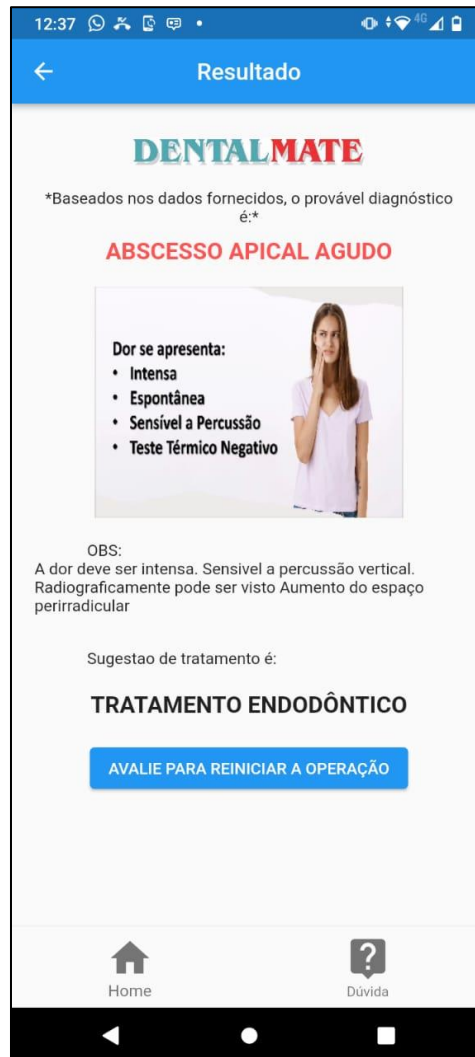 12:37
4G
Resultado
DENTALMATE
*Baseados nos dados fornecidos, o provável diagnóstico
é:*
ABSCESSO APICAL AGUDO
Dor se apresenta:
• Intensa
• Espontânea
• Sensível a Percussão
• Teste Térmico Negativo
OBS:
A dor deve ser intensa. Sensivel a percussão vertical.
Radiograficamente pode ser visto Aumento do espaço
perirradicular
Sugestao de tratamento é:
TRATAMENTO ENDODÔNTICO
AVALIE PARA REINICIAR A OPERAÇÃO
Home
Dúvida